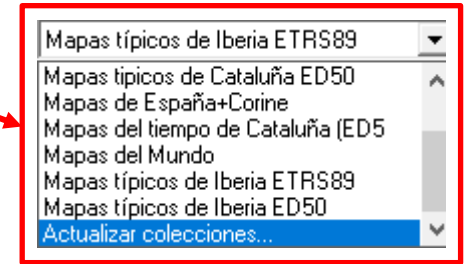 Mapas típicos de Iberia ETRS89
Mapas tipicos de Cataluña ED50
Mapas de España+Corine
Mapas del tiempo de Cataluña (ED5
Mapas del Mundo
Mapas típicos de Iberia ETRS89
Mapas típicos de Iberia ED50
Actualizar colecciones...